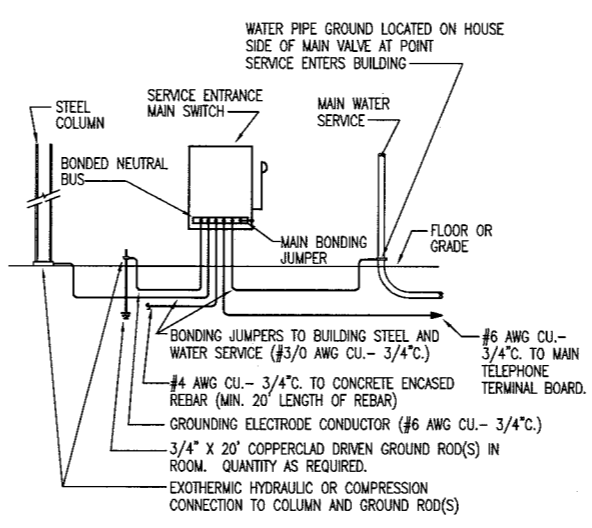 WATER PIPE GROUND LOCATED ON HOUSE
SIDE OF MAIN VALVE AT POINT
SERVICE ENTERS BUILDING
STEEL
COLUMN
SERVICE ENTRANCE
MAIN SWITCH
MAIN WATER
SERVICE
BONDED NEUTRAL
BUS
MAIN BONDING
JUMPER
FLOOR OR
GRADE
BONDING JUMPERS TO BUILDING STEEL AND
WATER SERVICE (#3/0 AWG CU.- 3/4"C.)
#6 AWG CU.-
3/4"C. TO MAIN
TELEPHONE
TERMINAL BOARD.
#4 AWG CU.- 3/4"C. TO CONCRETE ENCASED
REBAR (MIN. 20' LENGTH OF REBAR)
GROUNDING ELECTRODE CONDUCTOR (#6 AWG CU.- 3/4"C.)
3/4" X 20' COPPERCLAD DRIVEN GROUND ROD(S) IN
ROOM. QUANTITY AS REQUIRED.
EXOTHERMIC HYDRAULIC OR COMPRESSION
CONNECTION TO COLUMN AND GROUND ROD(S)